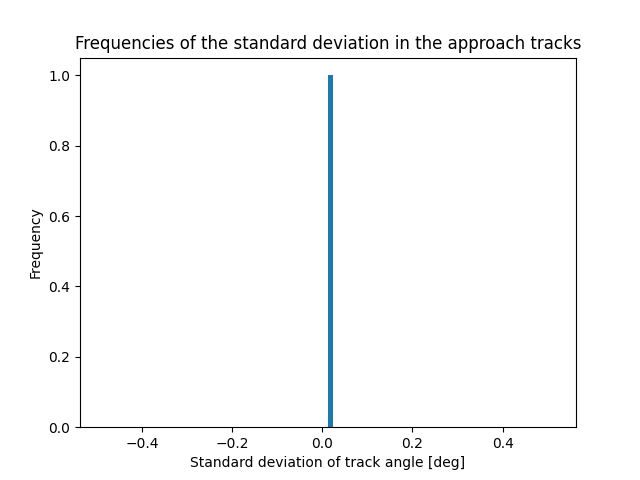 Frequencies of the standard deviation in the approach tracks
1.0
0.8
0.6
0.4
0.2
0.0
Frequency
−0.4 −0.2 0.0 0.2 0.4
Standard deviation of track angle [deg]